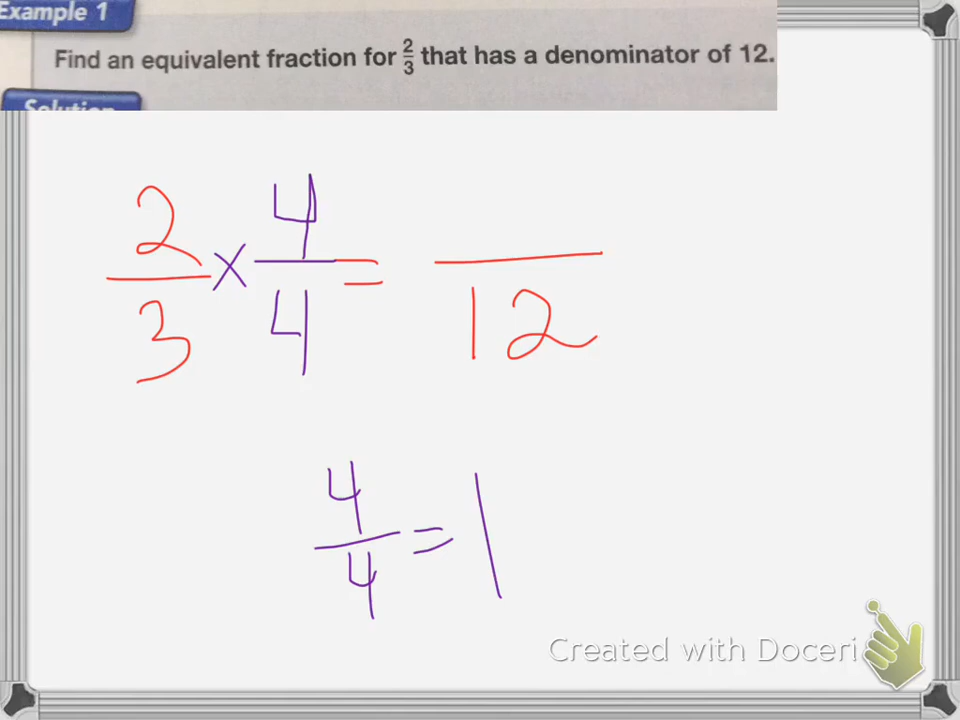 Example 1
Find an equivalent fraction for 2/3 that has a denominator of 12.
Solution
2/3 × 4/4 = /12
4/4 = 1
Created with Doceri